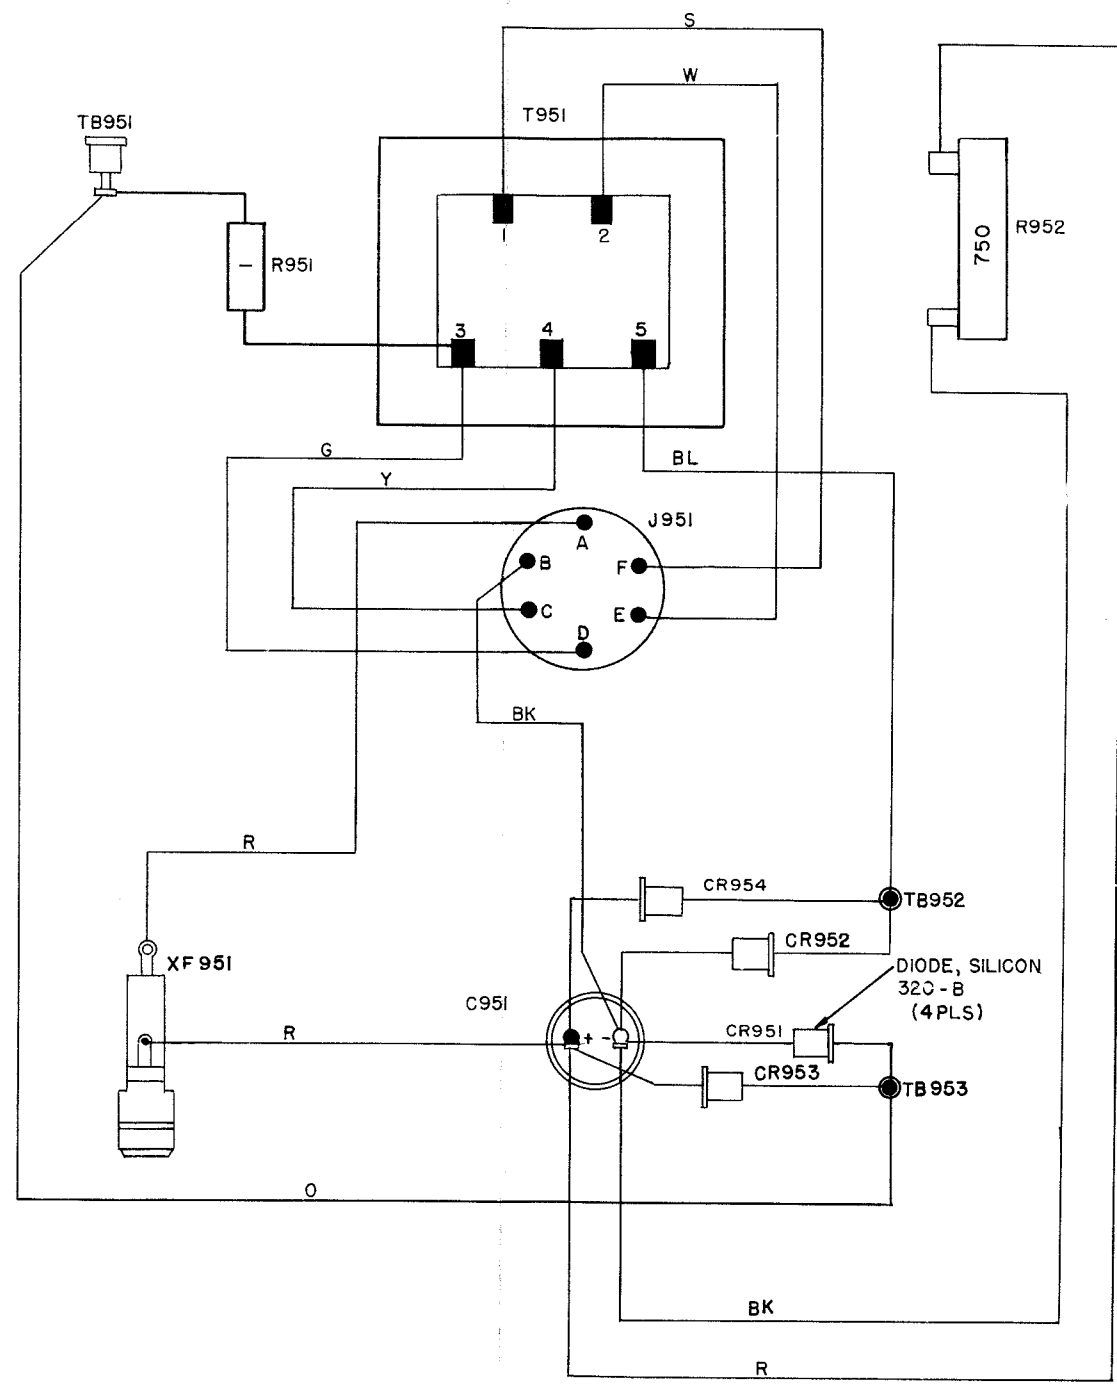 S
W
T951
TB951
R952
750
1
2
R951
—
3
4
5
G
BL
Y
J951
A
B
F
C
E
D
BK
R
CR954
TB952
XF951
CR952
DIODE, SILICON
320-B
(4PLS)
C951
+ -
CR951
R
CR953
TB953
O
BK
R